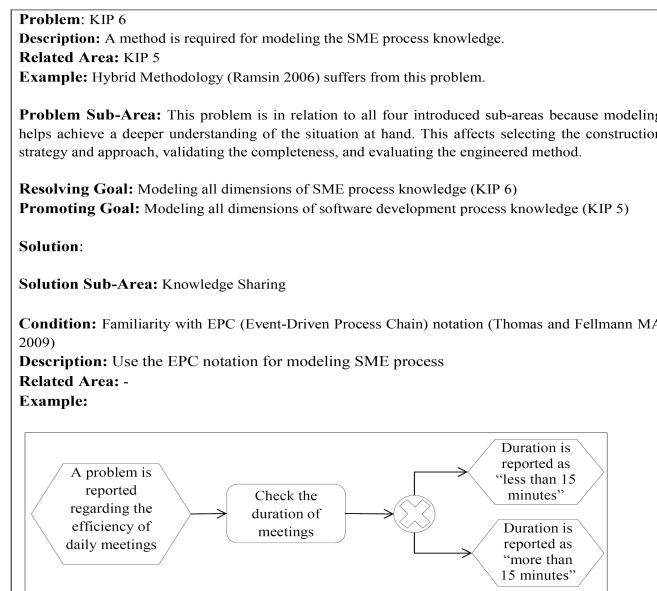 Problem: KIP 6
Description: A method is required for modeling the SME process knowledge.
Related Area: KIP 5
Example: Hybrid Methodology (Ramsin 2006) suffers from this problem.
Problem Sub-Area: This problem is in relation to all four introduced sub-areas because modeling
helps achieve a deeper understanding of the situation at hand. This affects selecting the construction
strategy and approach, validating the completeness, and evaluating the engineered method.
Resolving Goal: Modeling all dimensions of SME process knowledge (KIP 6)
Promoting Goal: Modeling all dimensions of software development process knowledge (KIP 5)
Solution:
Solution Sub-Area: Knowledge Sharing
Condition: Familiarity with EPC (Event-Driven Process Chain) notation (Thomas and Fellmann MA
2009)
Description: Use the EPC notation for modeling SME process
Related Area: -
Example:
A problem is
reported
regarding the
efficiency of
daily meetings
Check the
duration of
meetings
Duration is
reported as
“less than 15
minutes”
Duration is
reported as
“more than
15 minutes”